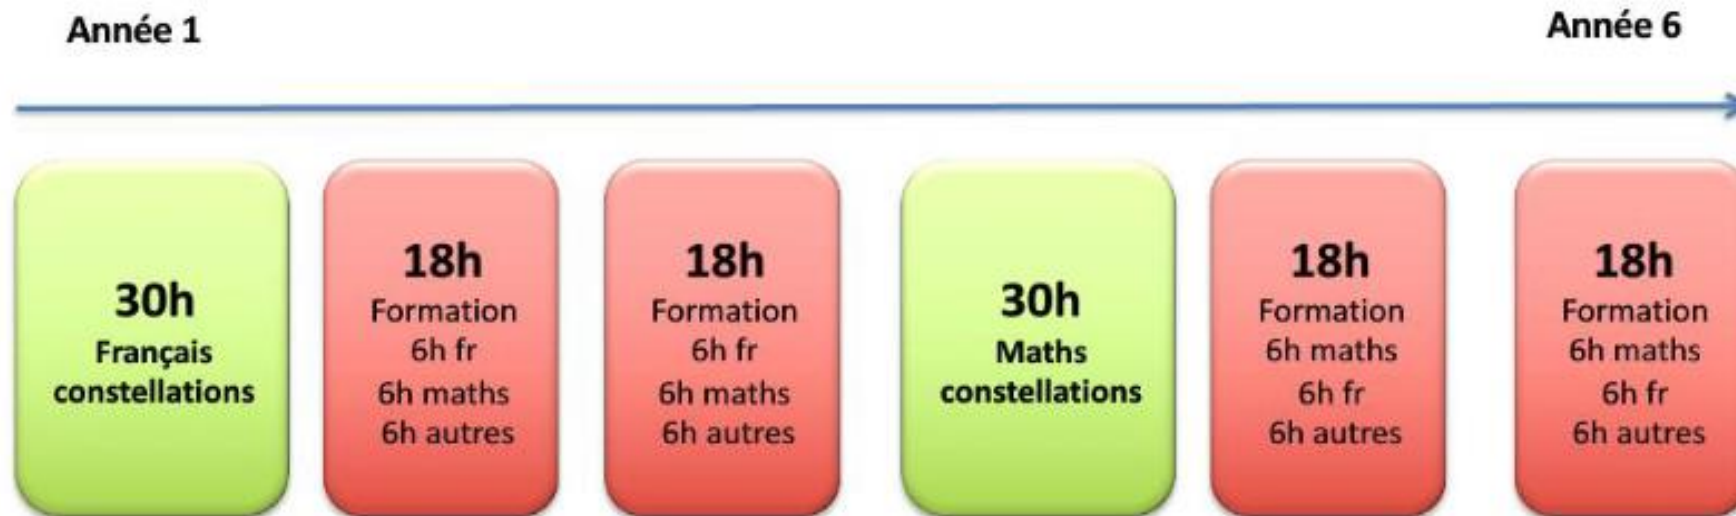 Année 1
Année 6
30h
Français
constellations
18h
Formation
6h fr
6h maths
6h autres
18h
Formation
6h fr
6h maths
6h autres
30h
Maths
constellations
18h
Formation
6h maths
6h fr
6h autres
18h
Formation
6h maths
6h fr
6h autres